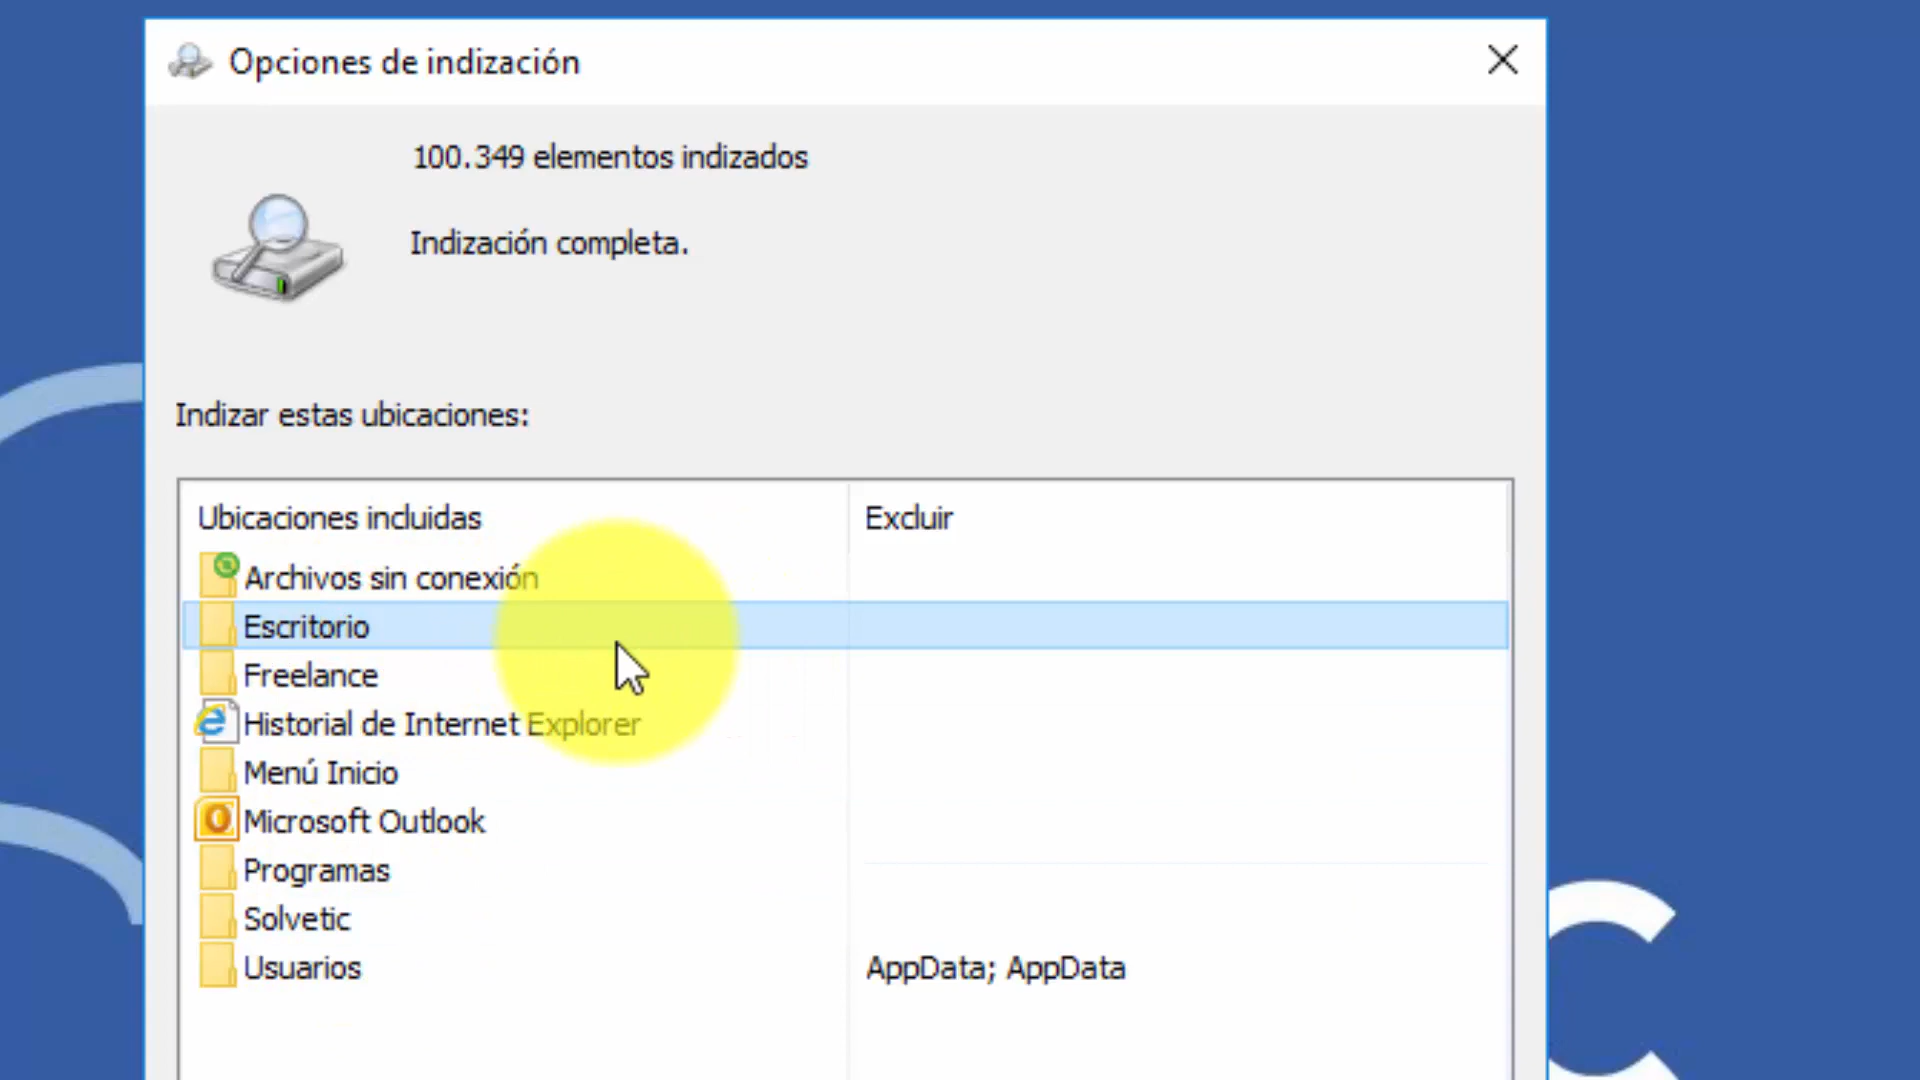 Opciones de indización
100.349 elementos indizados
Indización completa.
Indizar estas ubicaciones:
Ubicaciones incluidas Excluir
Archivos sin conexión
Escritorio
Freelance
Historial de Internet Explorer
Menú Inicio
Microsoft Outlook
Programas
Solvetic
Usuarios AppData; AppData